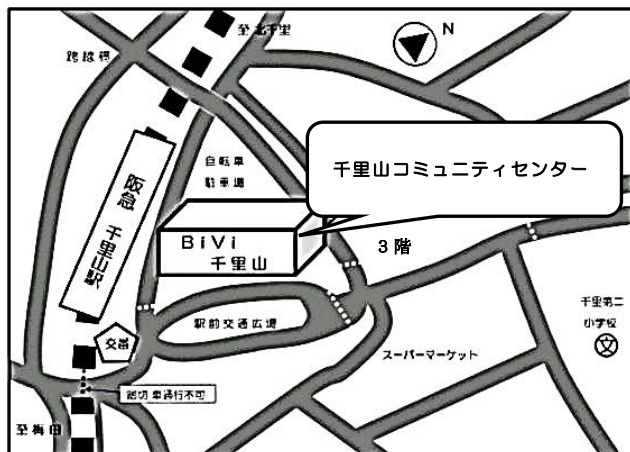 至北千里
N
跨線橋
自転車
駐車場
千里山コミュニティセンター
阪急 千里山駅
BiVi
千里山
3階
駅前交通広場
千里第二
小学校
文
交番
スーパーマーケット
踏切 車通行不可
至梅田